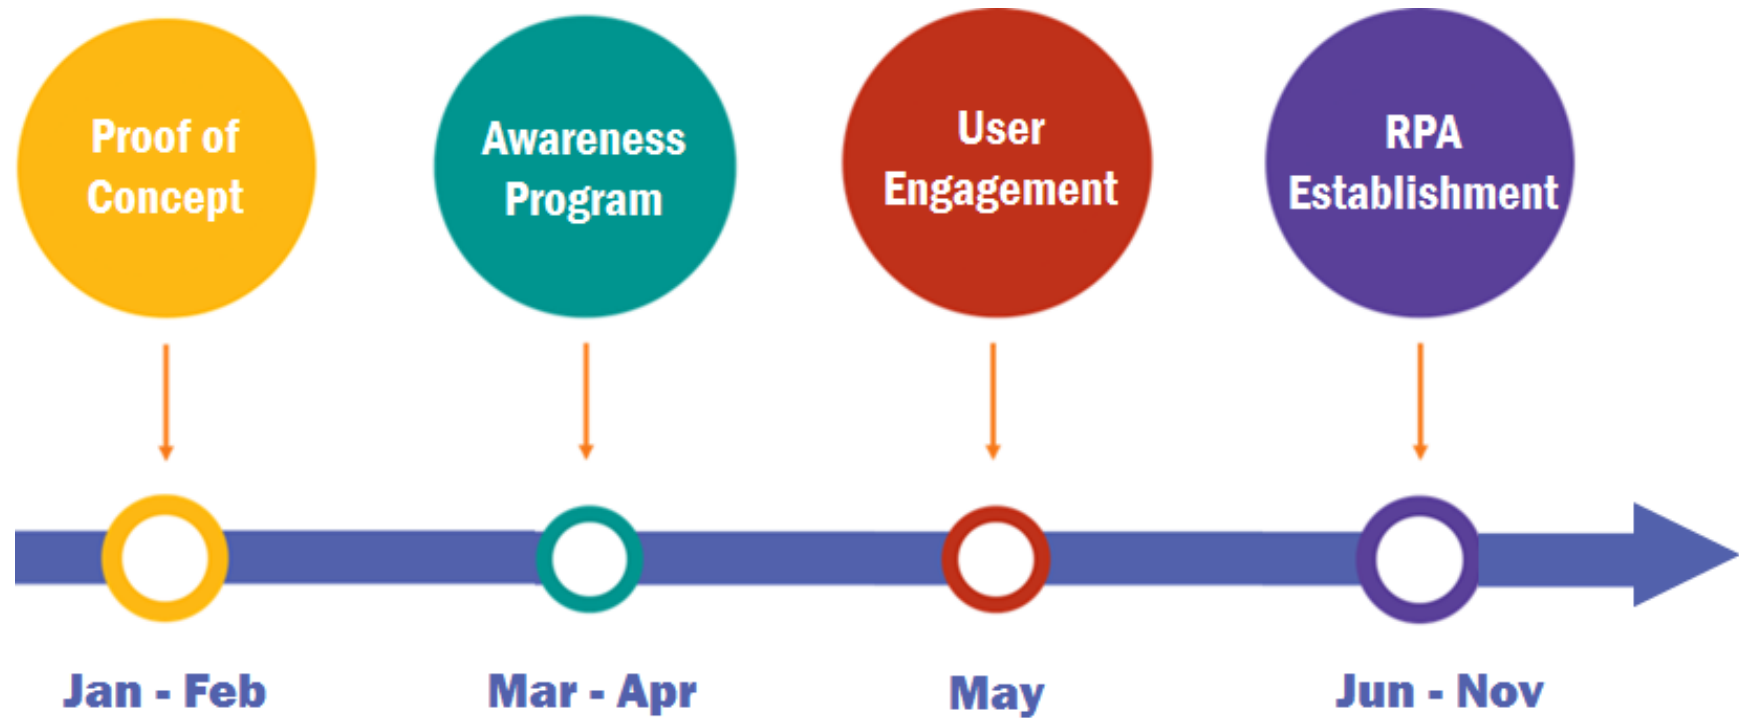 Proof of
Concept
Awareness
Program
User
Engagement
RPA
Establishment
Jan - Feb
Mar - Apr
May
Jun - Nov